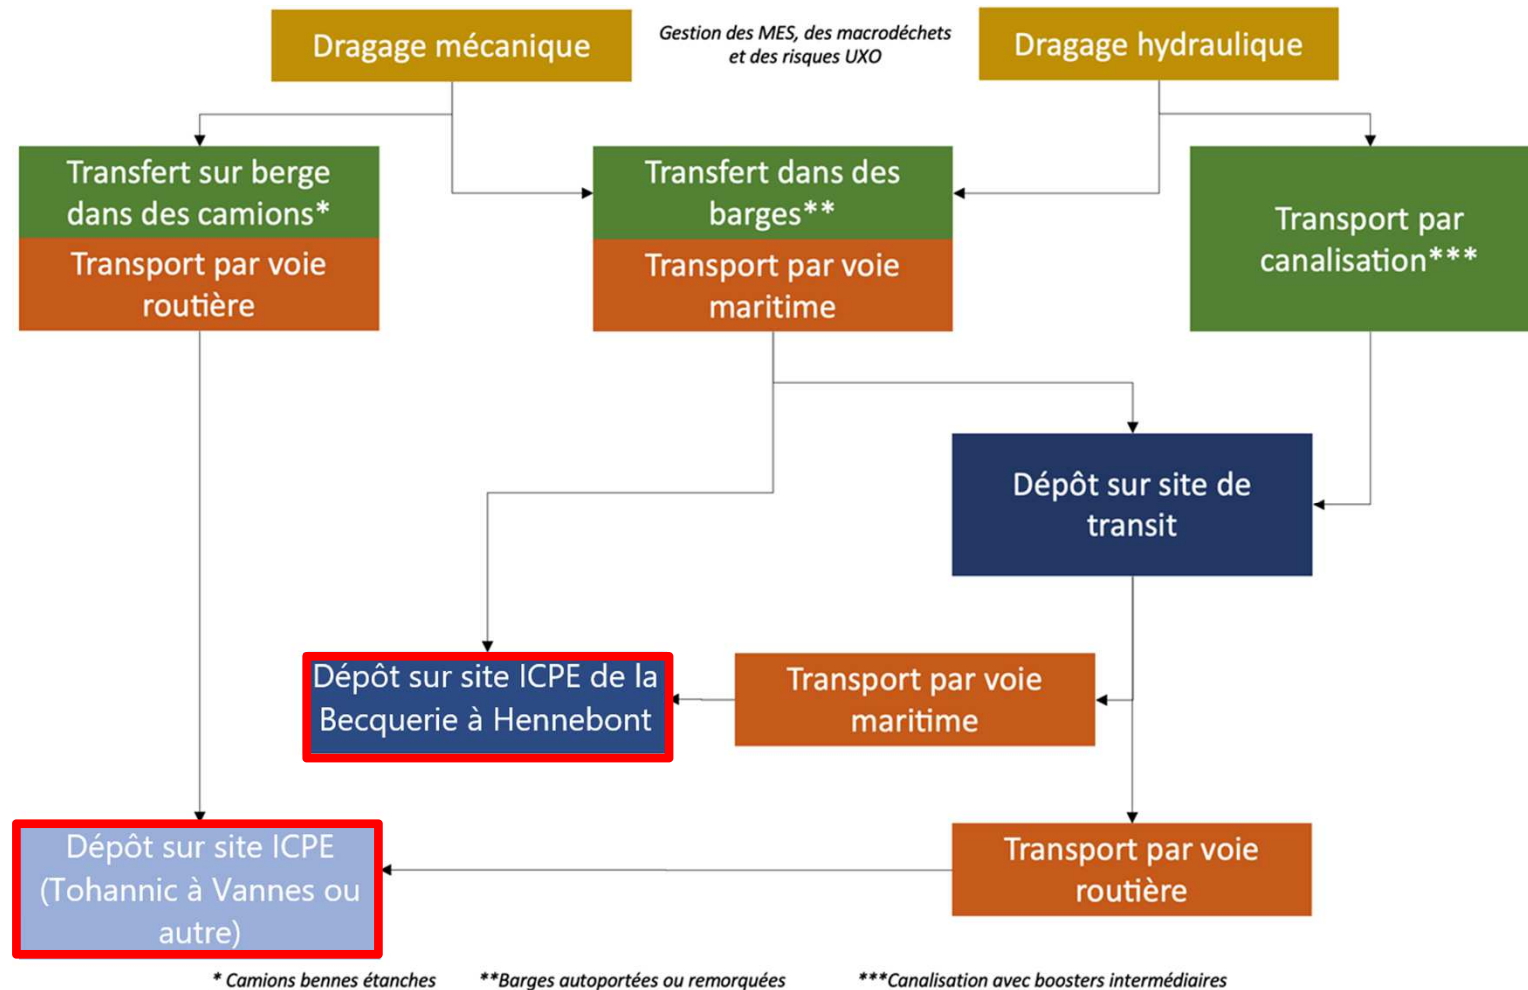 Dragage mécanique
Gestion des MES, des macrodéchets
et des risques UXO
Dragage hydraulique
Transfert sur berge
dans des camions*
Transport par voie
routière
Transfert dans des
barges**
Transport par voie
maritime
Transport par
canalisation***
Dépôt sur site de
transit
Dépôt sur site ICPE de la
Becquerie à Hennebont
Transport par voie
maritime
Dépôt sur site ICPE
(Tohannic à Vannes ou
autre)
Transport par voie
routière
* Camions bennes étanches
**Barges autoportées ou remorquées
***Canalisation avec boosters intermédiaires